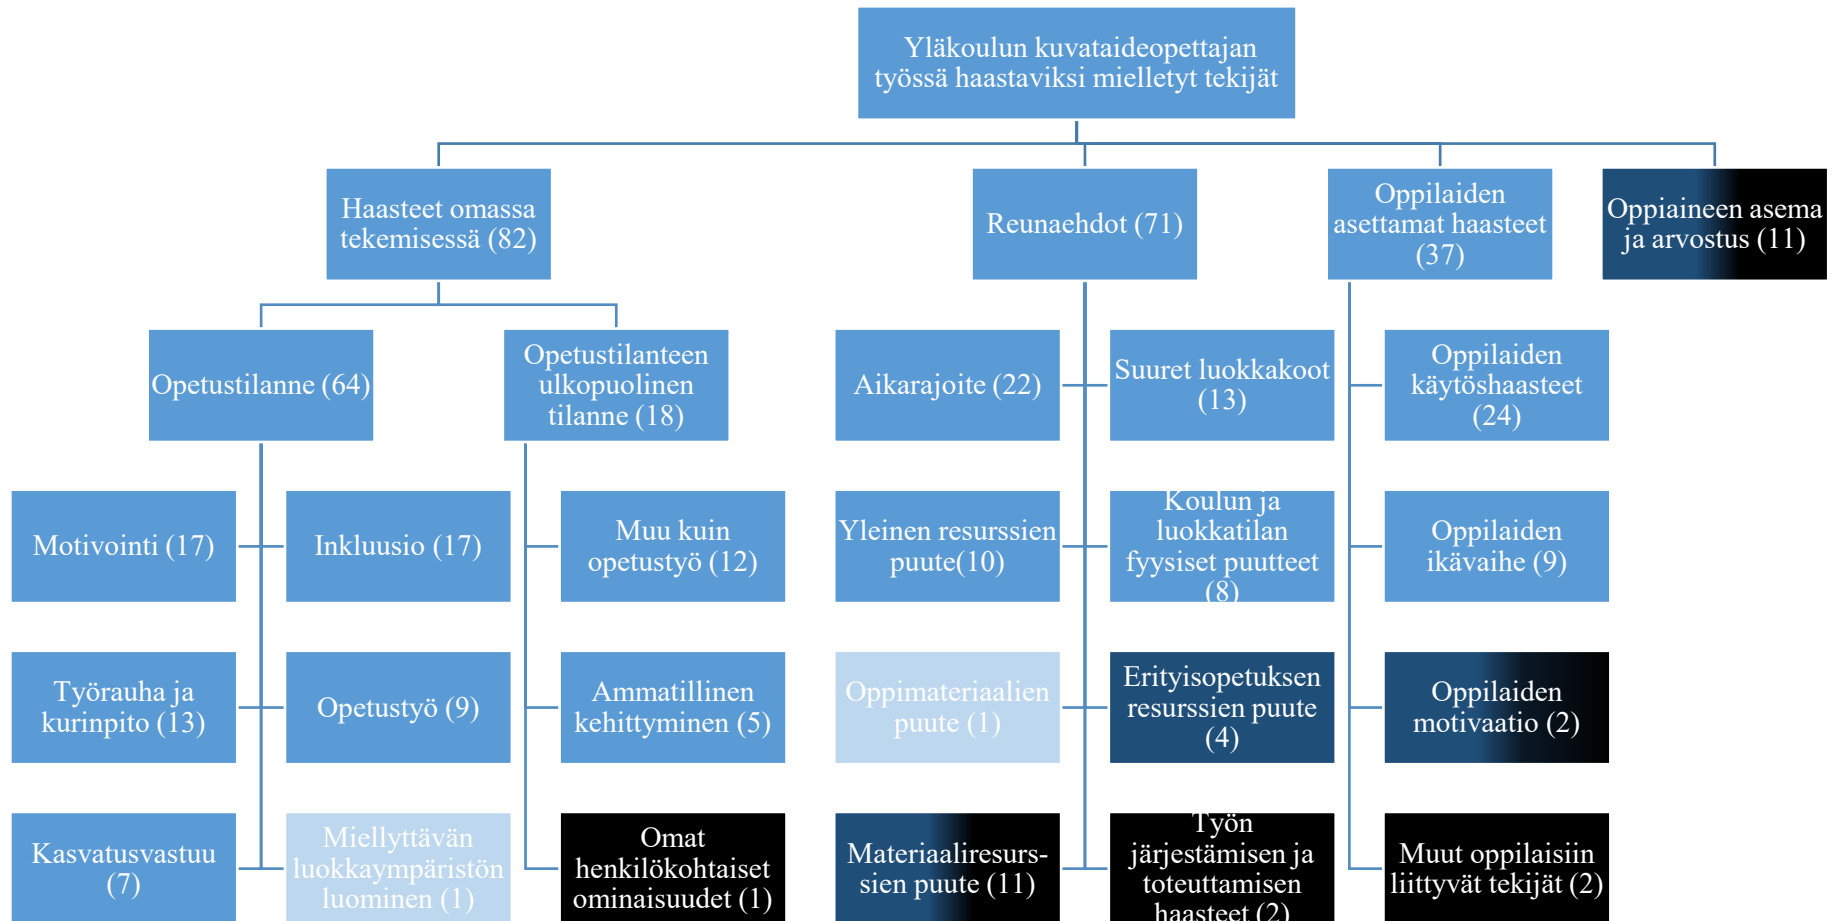 Yläkoulun kuvataideopettajan
työssä haastaviksi mielletyt tekijät
Haasteet omassa
tekemisessä (82)
Reunaehdot (71)
Oppilaiden
asettamat haasteet
(37)
Oppiaineen asema
ja arvostus (11)
Opetustilanne (64)
Opetustilanteen
ulkopuolinen
tilanne (18)
Aikarajoite (22)
Suuret luokkakoot
(13)
Oppilaiden
käytöshaasteet
(24)
Motivointi (17)
Inkluusio (17)
Muu kuin
opetustyö (12)
Yleinen resurssien
puute(10)
Koulun ja
luokkatilan
fyysiset puutteet
(8)
Oppilaiden
ikävaihe (9)
Työrauha ja
kurinpito (13)
Opetustyö (9)
Ammatillinen
kehittyminen (5)
Oppimateriaalien
puute (1)
Erityisopetuksen
resurssien puute
(4)
Oppilaiden
motivaatio (2)
Kasvatusvastuu
(7)
Miellyttävän
luokkaympäristön
luominen (1)
Omat
henkilökohtaiset
ominaisuudet (1)
Materiaaliresurs-
sien puute (11)
Työn
järjestämisen ja
toteuttamisen
haasteet (2)
Muut oppilaisiin
liittyvät tekijät (2)